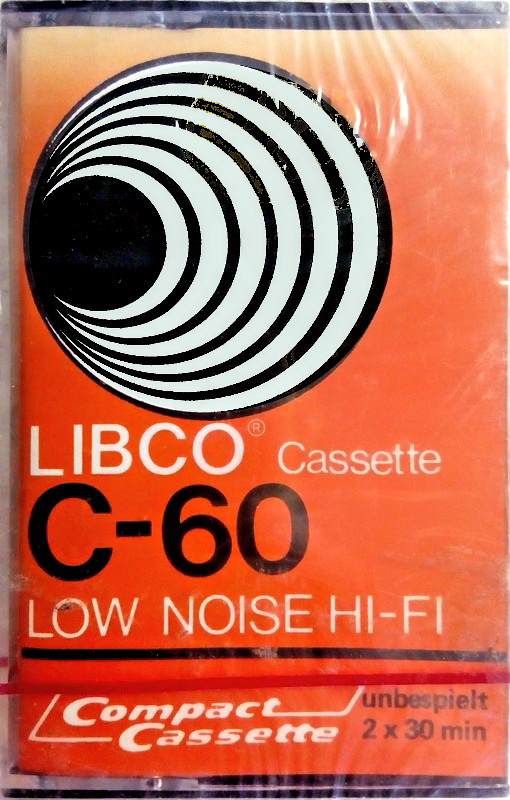 LIBCO® Cassette
C-60
LOW NOISE HI-FI
Compact Cassette
unbespielt
2 x 30 min